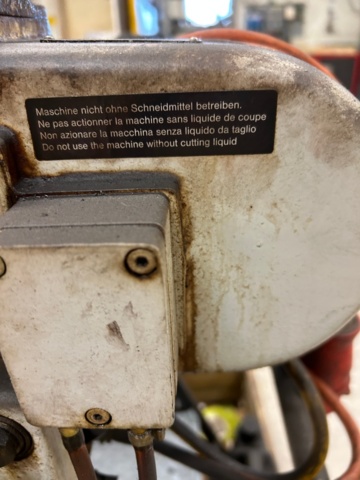 Maschine nicht ohne Schneidmittel betreiben.
Ne pas actionner la machine sans liquide de coupe
Non azionare la macchina senza liquido da taglio
Do not use the machine without cutting liquid